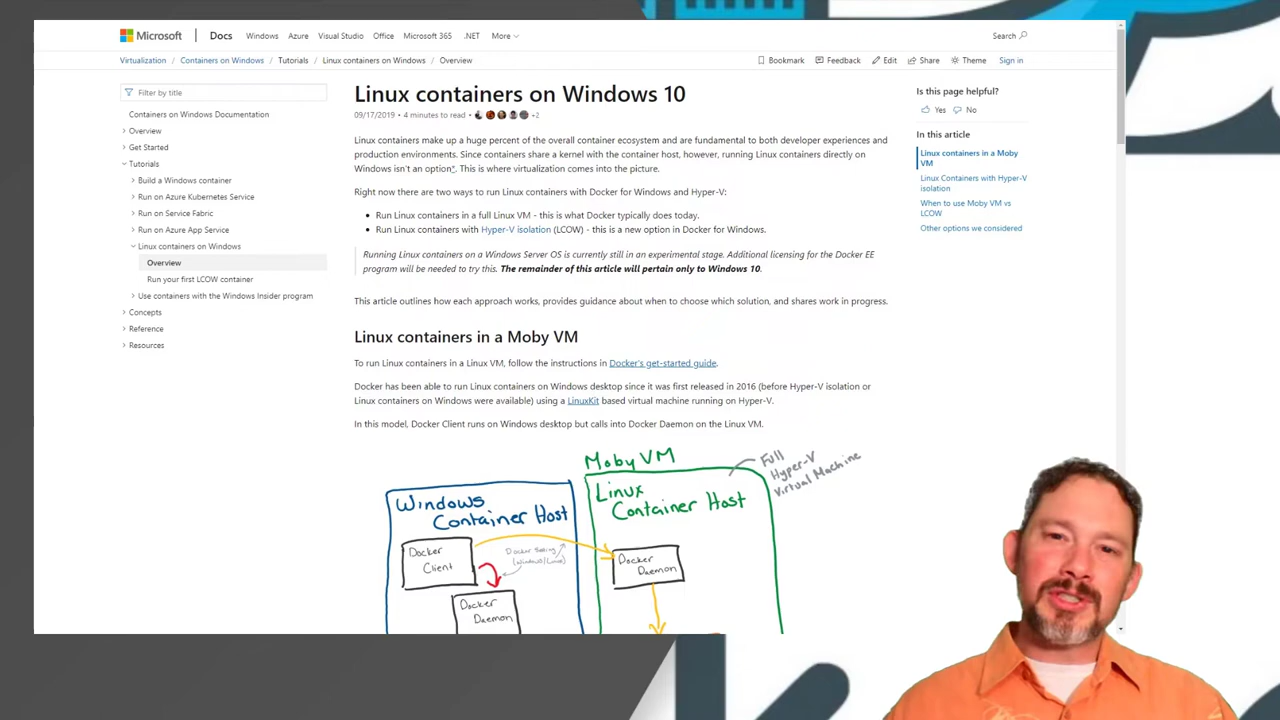 Microsoft | Docs Windows Azure Visual Studio Office Microsoft 365 .NET More Search
Virtualization / Containers on Windows / Tutorials / Linux containers on Windows / Overview Bookmark Feedback Edit Share Theme Sign in
Filter by title
Containers on Windows Documentation
Overview
Get Started
Tutorials
Build a Windows container
Run on Azure Kubernetes Service
Run on Service Fabric
Run on Azure App Service
Linux containers on Windows
Overview
Run your first LCOW container
Use containers with the Windows Insider program
Concepts
Reference
Resources
Linux containers on Windows 10
09/17/2019 • 4 minutes to read • +2
Linux containers make up a huge percent of the overall container ecosystem and are fundamental to both developer experiences and
production environments. Since containers share a kernel with the container host, however, running Linux containers directly on
Windows isn't an option*. This is where virtualization comes into the picture.
Right now there are two ways to run Linux containers with Docker for Windows and Hyper-V:
• Run Linux containers in a full Linux VM - this is what Docker typically does today.
• Run Linux containers with Hyper-V isolation (LCOW) - this is a new option in Docker for Windows.
Running Linux containers on a Windows Server OS is currently still in an experimental stage. Additional licensing for the Docker EE
program will be needed to try this. The remainder of this article will pertain only to Windows 10.
This article outlines how each approach works, provides guidance about when to choose which solution, and shares work in progress.
Linux containers in a Moby VM
To run Linux containers in a Linux VM, follow the instructions in Docker's get-started guide.
Docker has been able to run Linux containers on Windows desktop since it was first released in 2016 (before Hyper-V isolation or
Linux containers on Windows were available) using a LinuxKit based virtual machine running on Hyper-V.
In this model, Docker Client runs on Windows desktop but calls into Docker Daemon on the Linux VM.
Moby VM
Full
Hyper-V
Virtual Machine
Windows
Container Host
Linux
Container Host
Docker
Client
(Windows/Linux)
Docker
Daemon
Docker
Daemon
Is this page helpful?
Yes No
In this article
Linux containers in a Moby
VM
Linux Containers with Hyper-V
isolation
When to use Moby VM vs
LCOW
Other options we considered